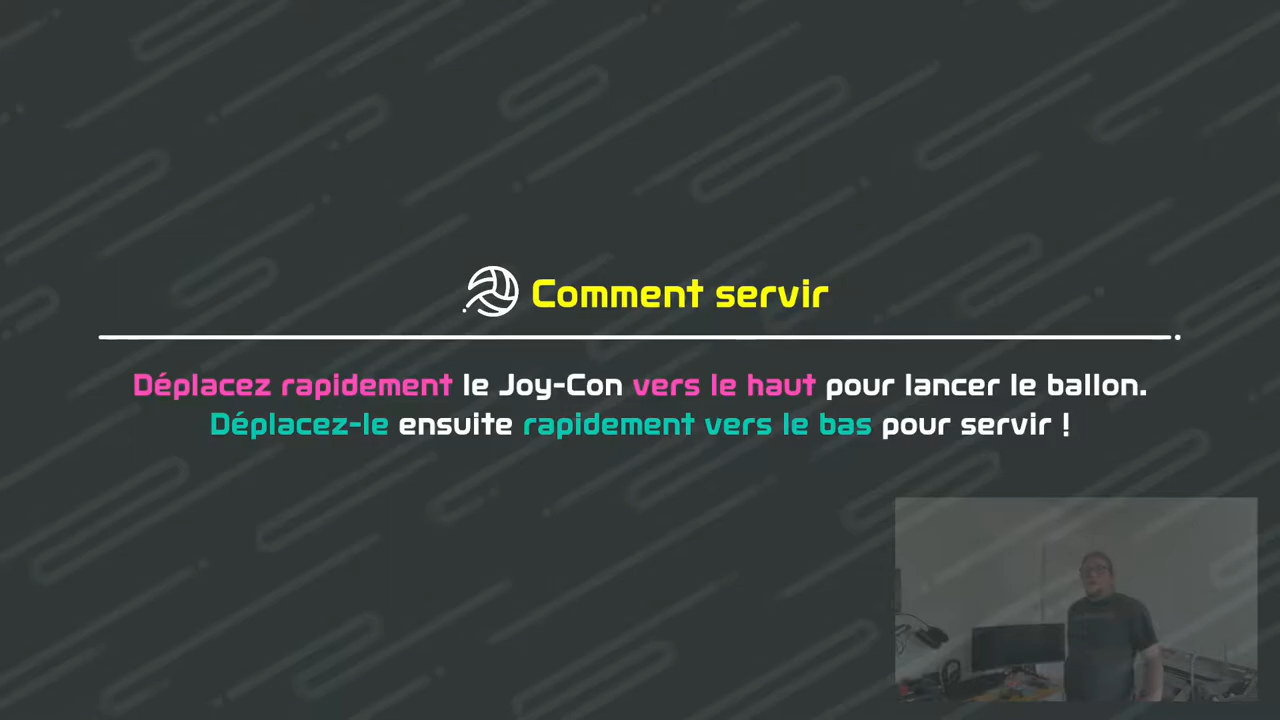 Comment servir
Déplacez rapidement le Joy-Con vers le haut pour lancer le ballon.
Déplacez-le ensuite rapidement vers le bas pour servir !